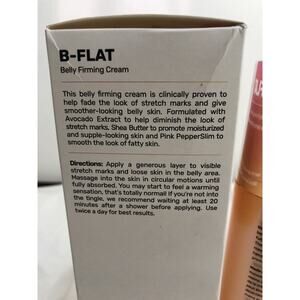 B-FLAT
Belly Firming Cream
This belly firming cream is clinically proven to
help fade the look of stretch marks and give
smoother-looking belly skin. Formulated with
Avocado Extract to help diminish the look of
stretch marks, Shea Butter to promote moisturized
and supple-looking skin and Pink PepperSlim to
smooth the look of fatty skin.
Directions: Apply a generous layer to visible
stretch marks and loose skin in the belly area.
Massage into the skin in circular motions until
fully absorbed. You may start to feel a warming
sensation, that's totally normal! If you're not into
the tingle, we recommend waiting at least 20
minutes after a shower before applying. Use
twice a day for best results.